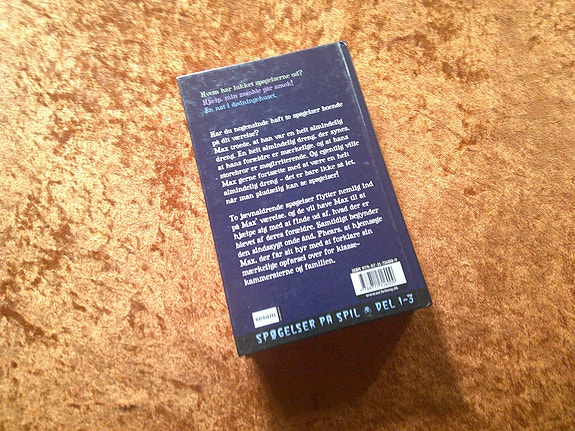 Hvem har lukket spøgelserne ud?
Hjælp, min zombie går amok!
En nat i dødningehuset.
Har du nogensinde haft to spøgelser boende
på dit værelse?
Max troede, at han var en helt almindelig
dreng. En helt almindelig dreng, der synes,
at hans forældre er mærkelige, og at hans
storebror er megairriterende. Og egentlig ville
Max gerne fortsætte med at være en helt
almindelig dreng – det er bare ikke så let,
når man pludselig kan se spøgelser!
To jævnaldrende spøgelser flytter nemlig ind
på Max' værelse, og de vil have Max til at
hjælpe sig med at finde ud af, hvad der er
blevet af deres forældre. Samtidigt begynder
den sindssygt onde ånd, Phears, at hjemsøge
Max, der får sit hyr med at forklare sin
mærkelige opførsel over for klasse-
kammeraterne og familien.
sesam
SPØGELSER PÅ SPIL DEL 1-3